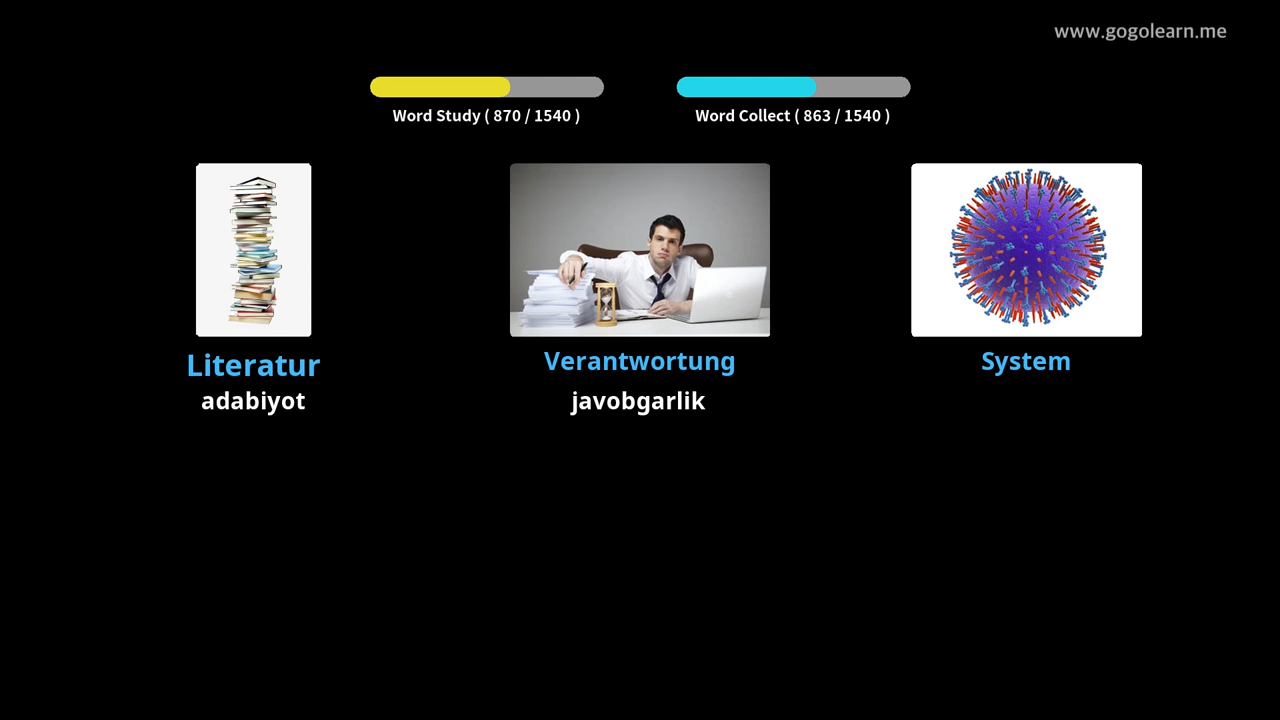 www.gogolearn.me
Word Study ( 870 / 1540 )
Word Collect ( 863 / 1540 )
Literatur
adabiyot
Verantwortung
javobgarlik
System